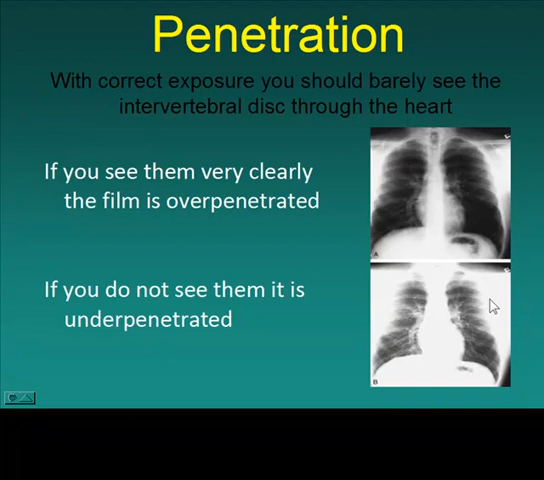 Penetration
With correct exposure you should barely see the
intervertebral disc through the heart
If you see them very clearly
the film is overpenetrated
A
If you do not see them it is
underpenetrated
B